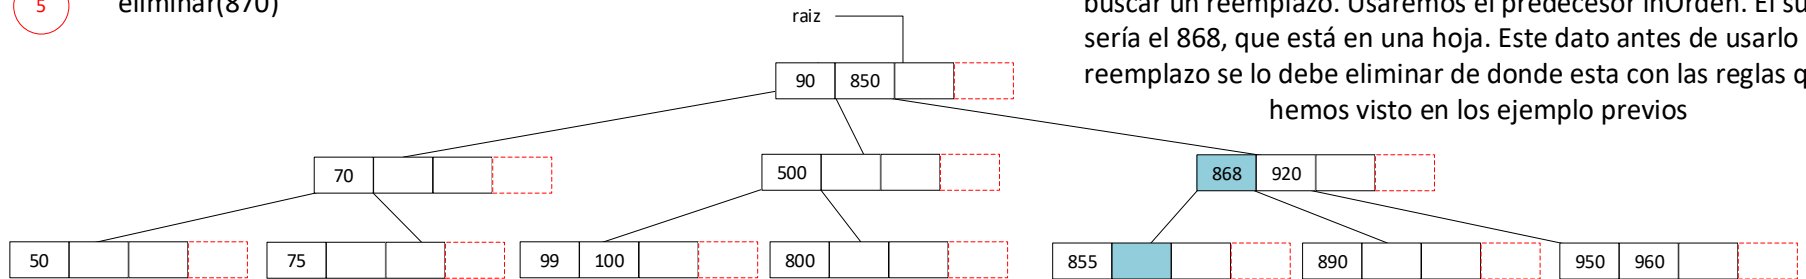 5
eliminar(870)
buscar un reemplazo. Usaremos el predecesor InOrden. El
sería el 868, que está en una hoja. Este dato antes de usarlo
reemplazo se lo debe eliminar de donde esta con las reglas
hemos visto en los ejemplo previos
raiz
90 850
70
500
868 920
50
75
99 100
800
855
890
950 960